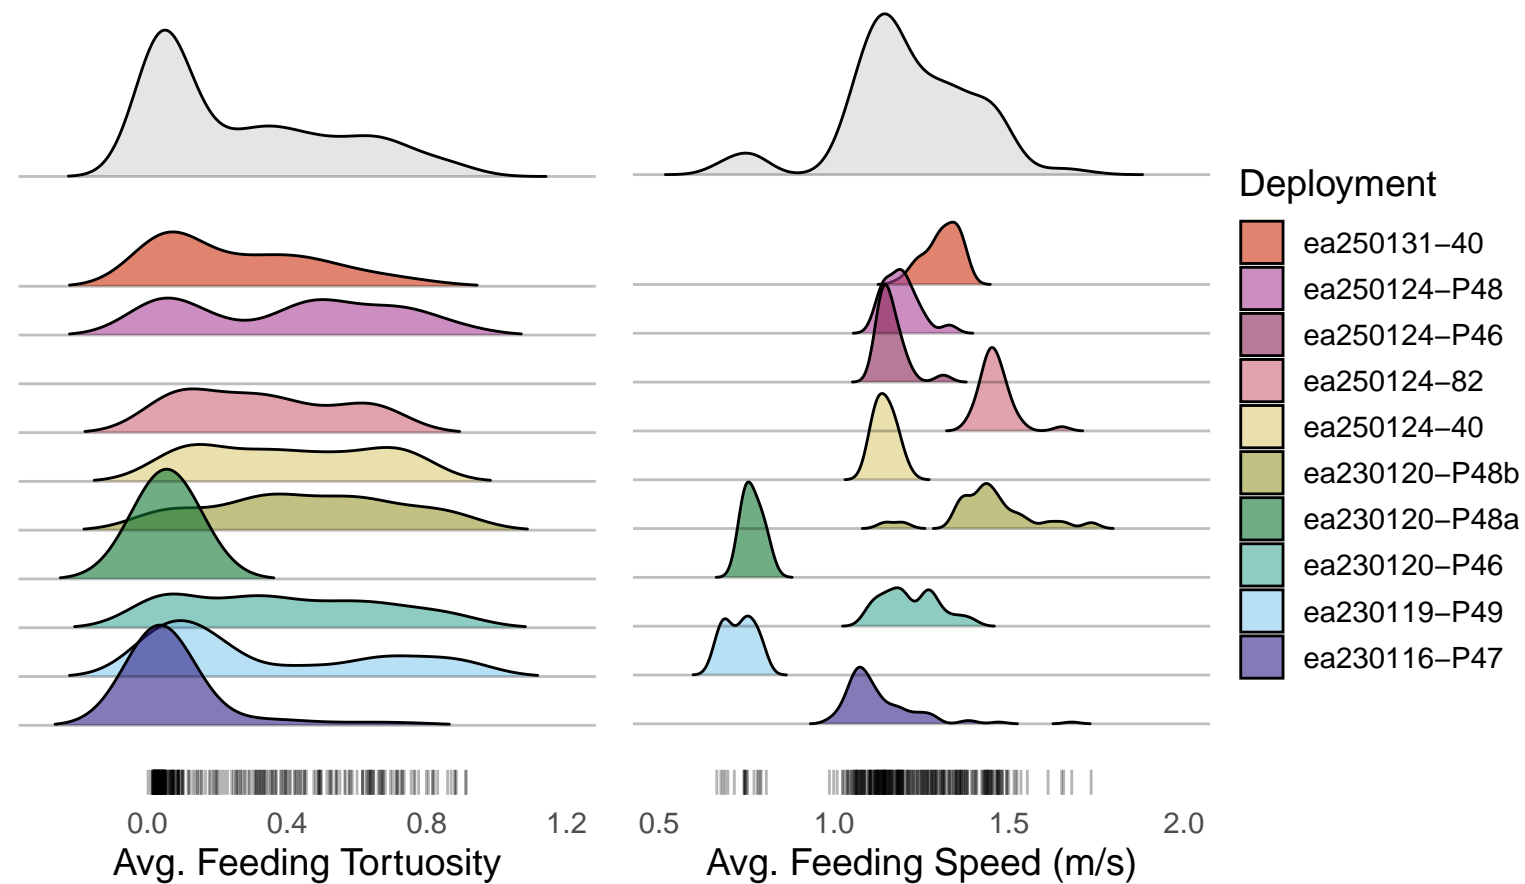 Deployment
ea250131−40
ea250124−P48
ea250124−P46
ea250124−82
ea250124−40
ea230120−P48b
ea230120−P48a
ea230120−P46
ea230119−P49
ea230116−P47
0.0 0.4 0.8 1.2
Avg. Feeding Tortuosity
0.5 1.0 1.5 2.0
Avg. Feeding Speed (m/s)